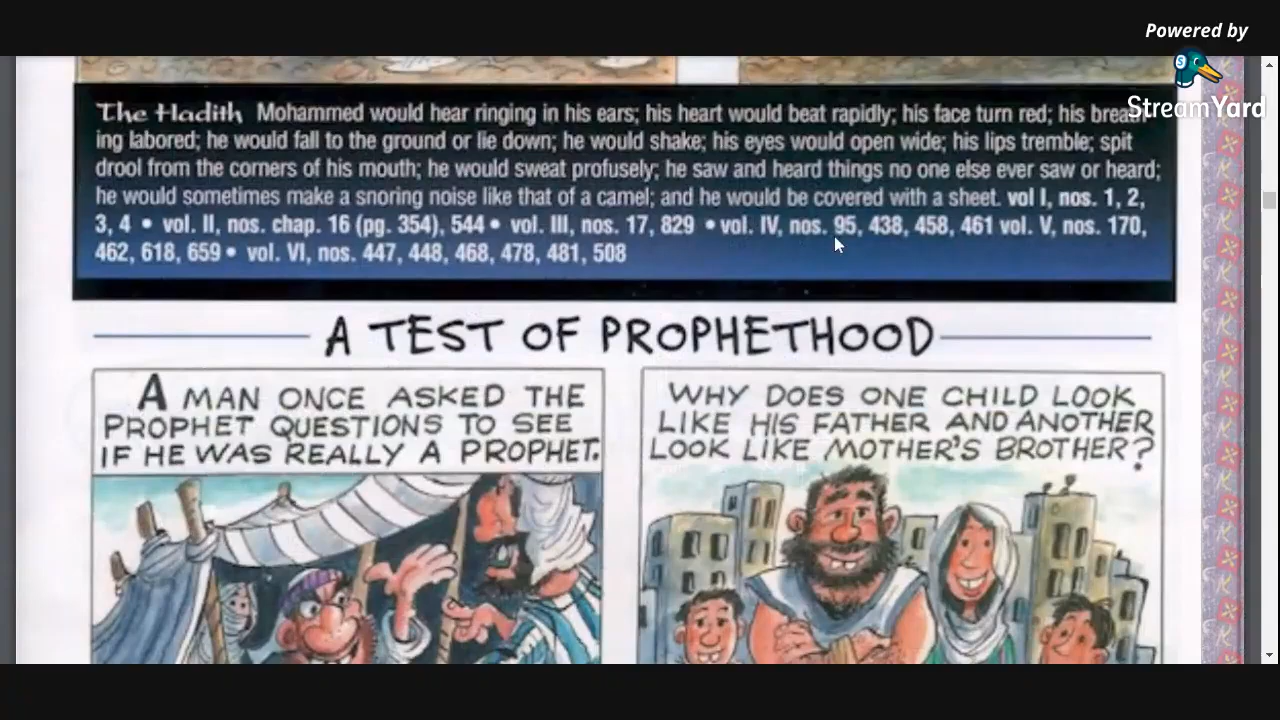 Powered by
StreamYard
The Hadith Mohammed would hear ringing in his ears; his heart would beat rapidly; his face turn red; his breath
ing labored; he would fall to the ground or lie down; he would shake; his eyes would open wide; his lips tremble; spit
drool from the corners of his mouth; he would sweat profusely; he saw and heard things no one else ever saw or heard;
he would sometimes make a snoring noise like that of a camel; and he would be covered with a sheet. vol I, nos. 1, 2,
3, 4 • vol. II, nos. chap. 16 (pg. 354), 544 • vol. III, nos. 17, 829 • vol. IV, nos. 95, 438, 458, 461 vol. V, nos. 170,
462, 618, 659 • vol. VI, nos. 447, 448, 468, 478, 481, 508
A TEST OF PROPHETHOOD
A MAN ONCE ASKED THE
PROPHET QUESTIONS TO SEE
IF HE WAS REALLY A PROPHET.
WHY DOES ONE CHILD LOOK
LIKE HIS FATHER AND ANOTHER
LOOK LIKE MOTHER'S BROTHER?